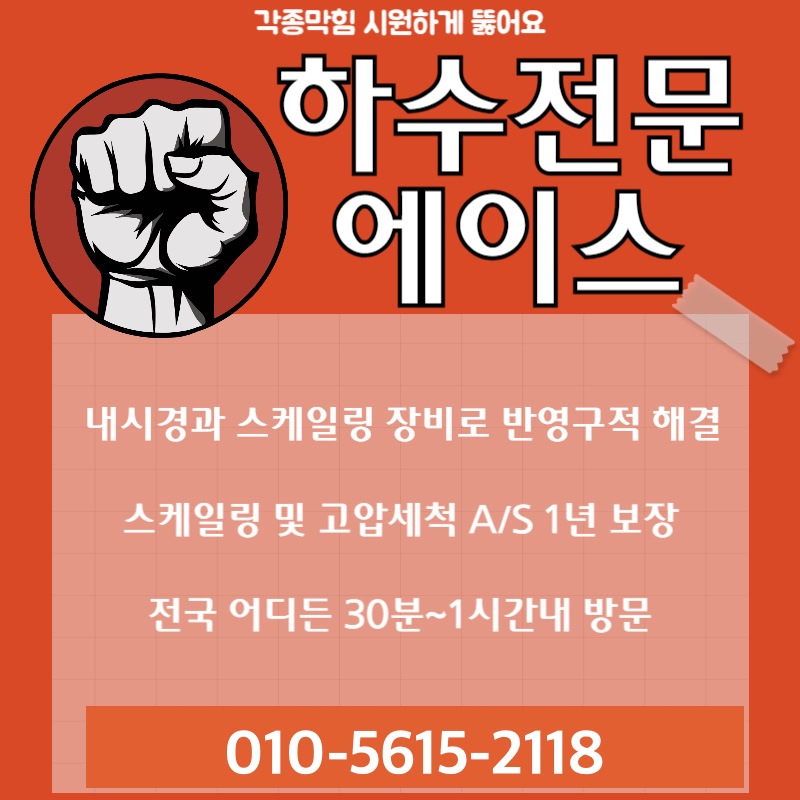 각종막힘 시원하게 뚫어요
하수전문
에이스
내시경과 스케일링 장비로 반영구적 해결
스케일링 및 고압세척 A/S 1년 보장
전국 어디든 30분~1시간내 방문
010-5615-2118